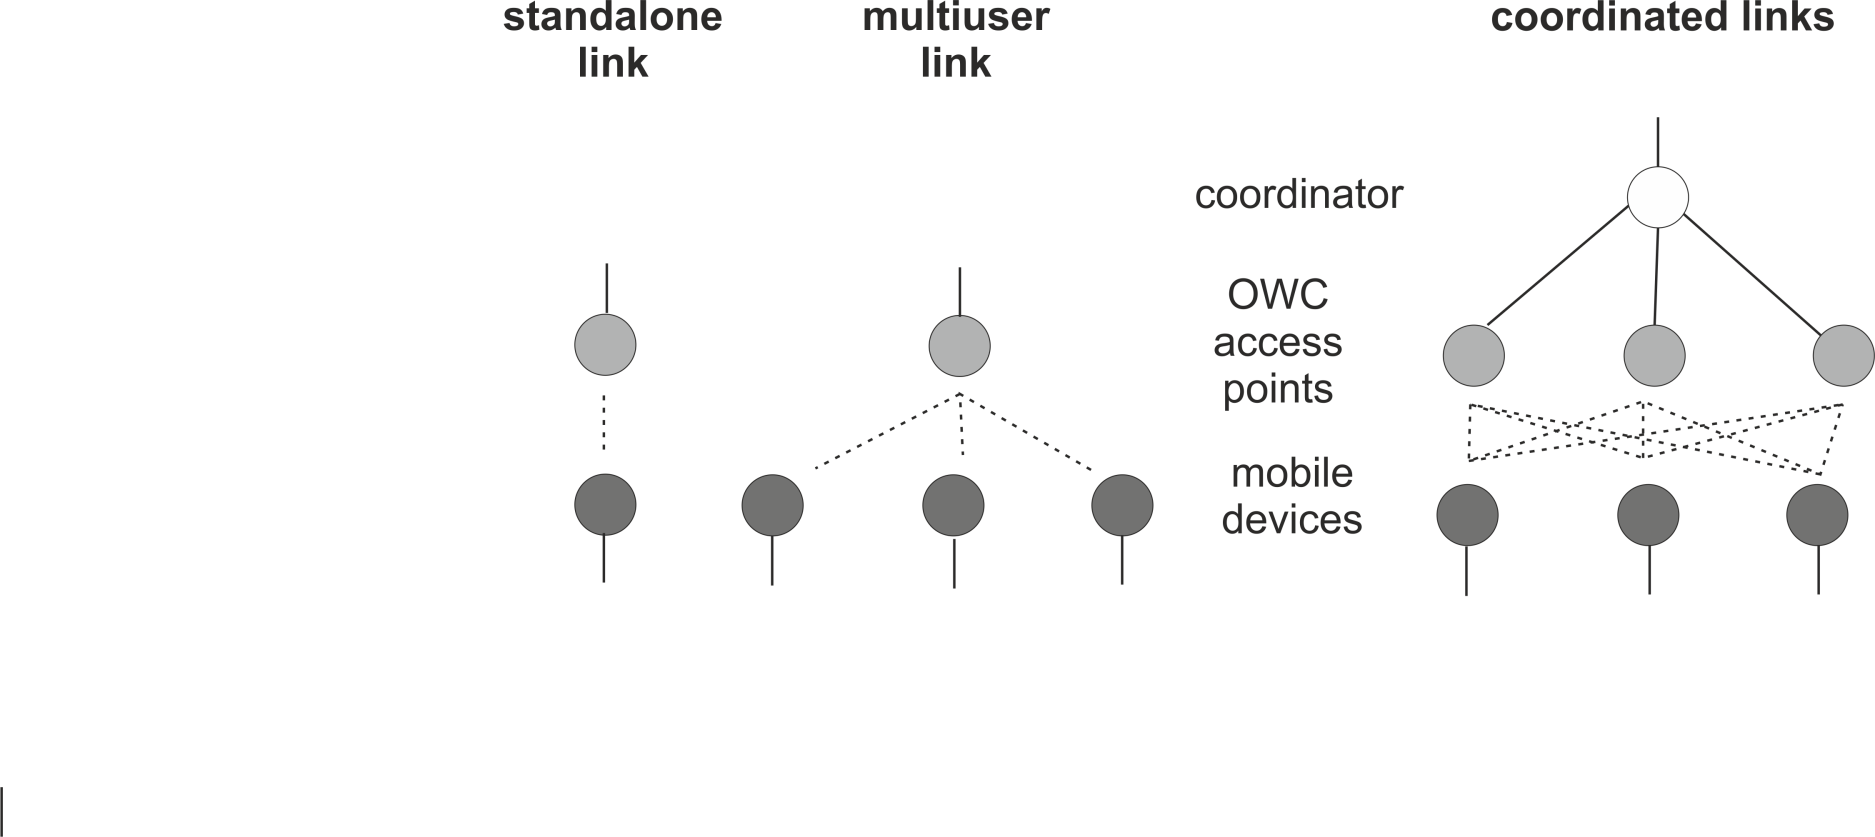 standalone
link
multiuser
link
coordinated links
coordinator
OWC
access
points
mobile
devices